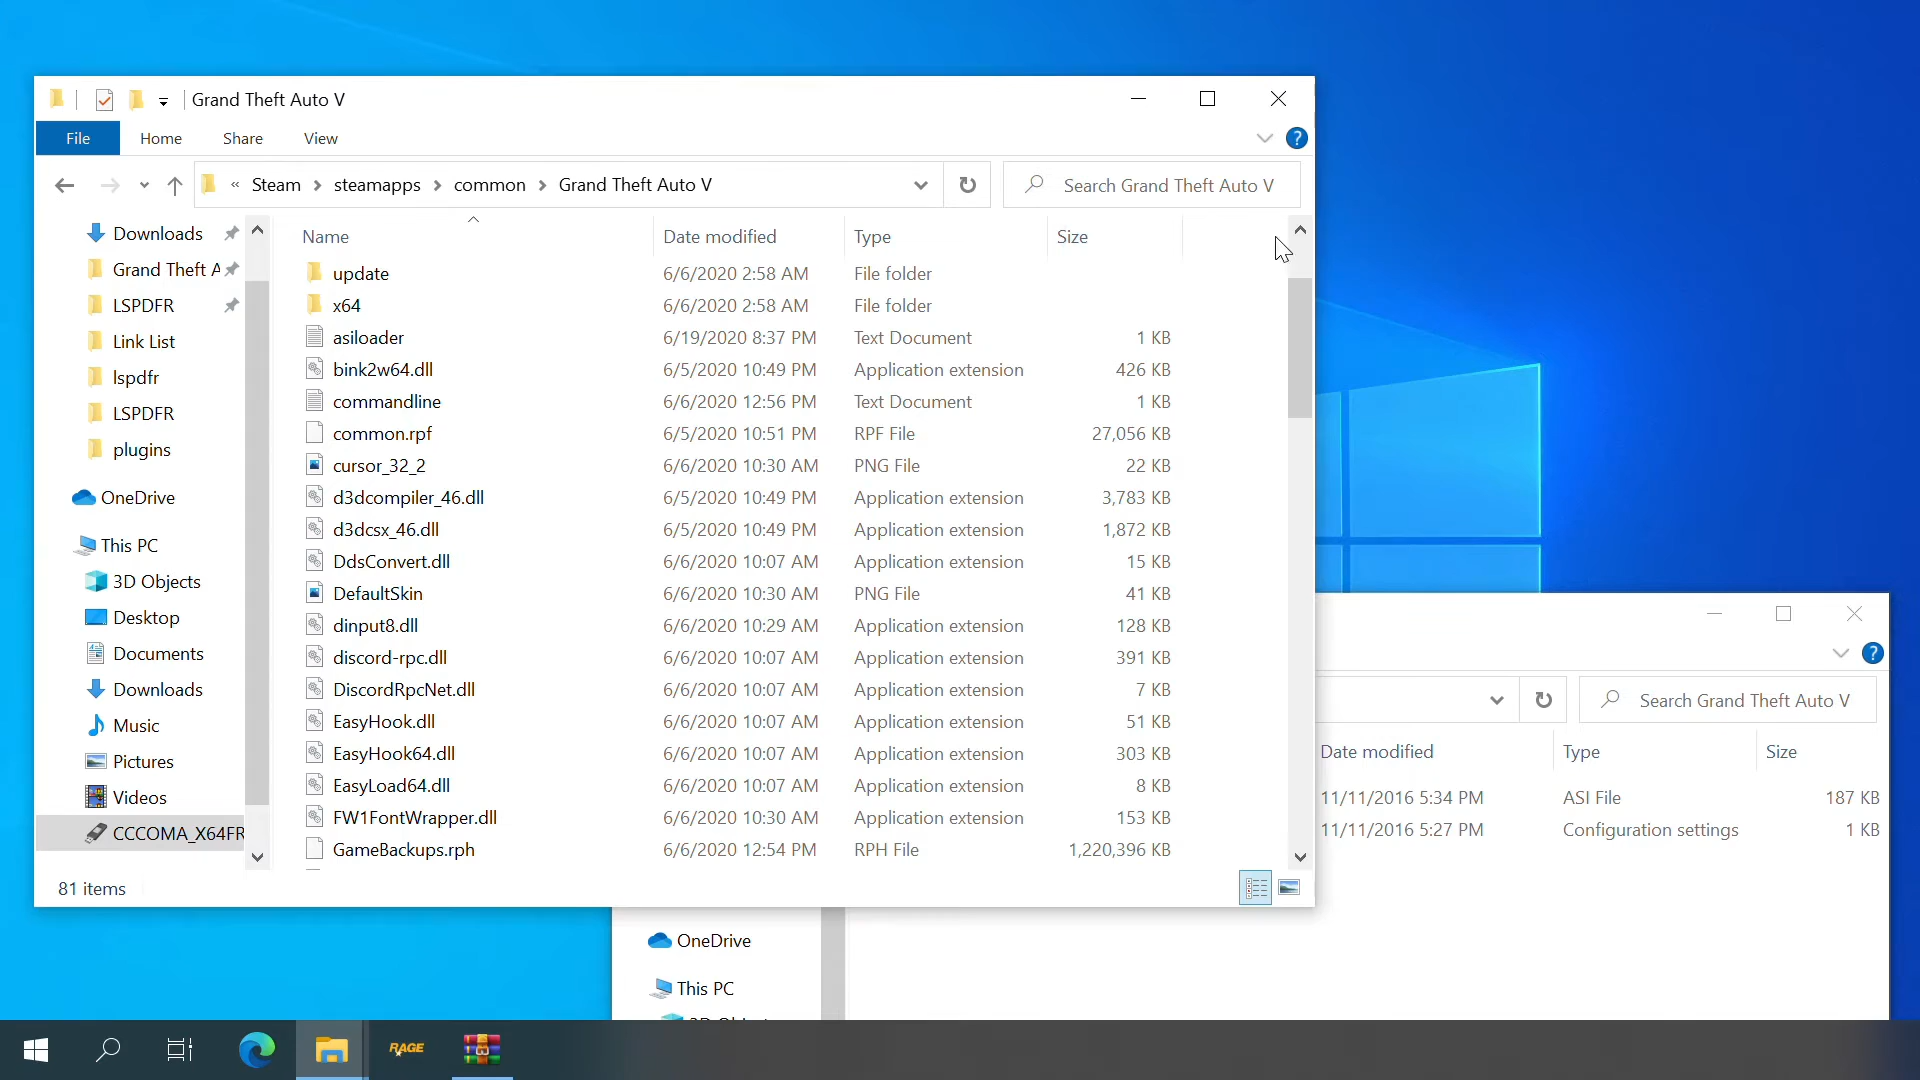 Grand Theft Auto V
File Home Share View
« Steam > steamapps > common > Grand Theft Auto V
Search Grand Theft Auto V
Downloads
Grand Theft A
LSPDFR
Link List
lspdfr
LSPDFR
plugins
OneDrive
This PC
3D Objects
Desktop
Documents
Downloads
Music
Pictures
Videos
CCCOMA_X64FR
Name Date modified Type Size
update 6/6/2020 2:58 AM File folder
x64 6/6/2020 2:58 AM File folder
asiloader 6/19/2020 8:37 PM Text Document 1 KB
bink2w64.dll 6/5/2020 10:49 PM Application extension 426 KB
commandline 6/6/2020 12:56 PM Text Document 1 KB
common.rpf 6/5/2020 10:51 PM RPF File 27,056 KB
cursor_32_2 6/6/2020 10:30 AM PNG File 22 KB
d3dcompiler_46.dll 6/5/2020 10:49 PM Application extension 3,783 KB
d3dcsx_46.dll 6/5/2020 10:49 PM Application extension 1,872 KB
DdsConvert.dll 6/6/2020 10:07 AM Application extension 15 KB
DefaultSkin 6/6/2020 10:30 AM PNG File 41 KB
dinput8.dll 6/6/2020 10:29 AM Application extension 128 KB
discord-rpc.dll 6/6/2020 10:07 AM Application extension 391 KB
DiscordRpcNet.dll 6/6/2020 10:07 AM Application extension 7 KB
EasyHook.dll 6/6/2020 10:07 AM Application extension 51 KB
EasyHook64.dll 6/6/2020 10:07 AM Application extension 303 KB
EasyLoad64.dll 6/6/2020 10:07 AM Application extension 8 KB
FW1FontWrapper.dll 6/6/2020 10:30 AM Application extension 153 KB
GameBackups.rph 6/6/2020 12:54 PM RPH File 1,220,396 KB
81 items
Search Grand Theft Auto V
Date modified Type Size
11/11/2016 5:34 PM ASI File 187 KB
11/11/2016 5:27 PM Configuration settings 1 KB
OneDrive
This PC
RAGE